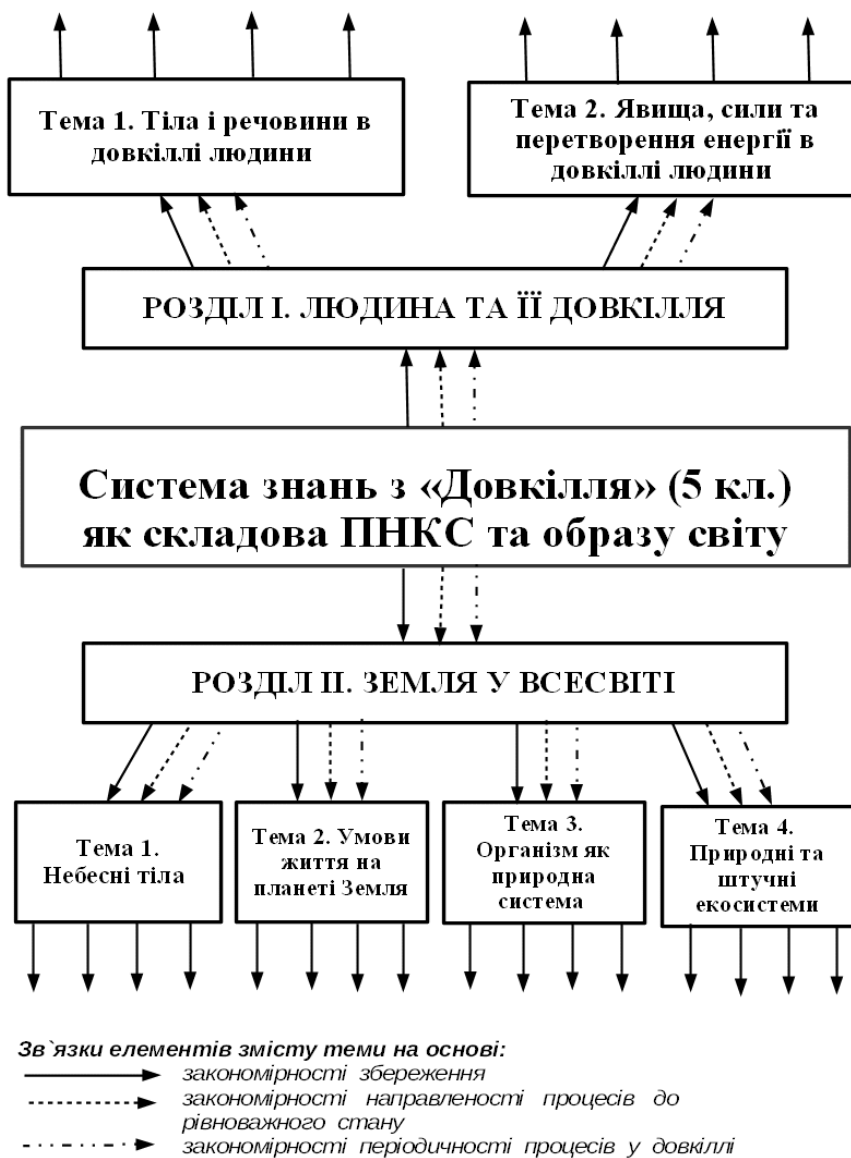 Тема 1. Тіла і речовини в
довкіллі людини
Тема 2. Явища, сили та
перетворення енергії в
довкіллі людини
РОЗДІЛ І. ЛЮДИНА ТА ЇЇ ДОВКІЛЛЯ
Система знань з «Довкілля» (5 кл.)
як складова ПНКС та образу світу
РОЗДІЛ ІІ. ЗЕМЛЯ У ВСЕСВІТІ
Тема 1.
Небесні тіла
Тема 2. Умови
життя на
планеті Земля
Тема 3.
Організм як
природна
система
Тема 4.
Природні та
штучні
екосистеми
Зв`язки елементів змісту теми на основі:
закономірності збереження
закономірності направленості процесів до
рівноважного стану
закономірності періодичності процесів у довкіллі